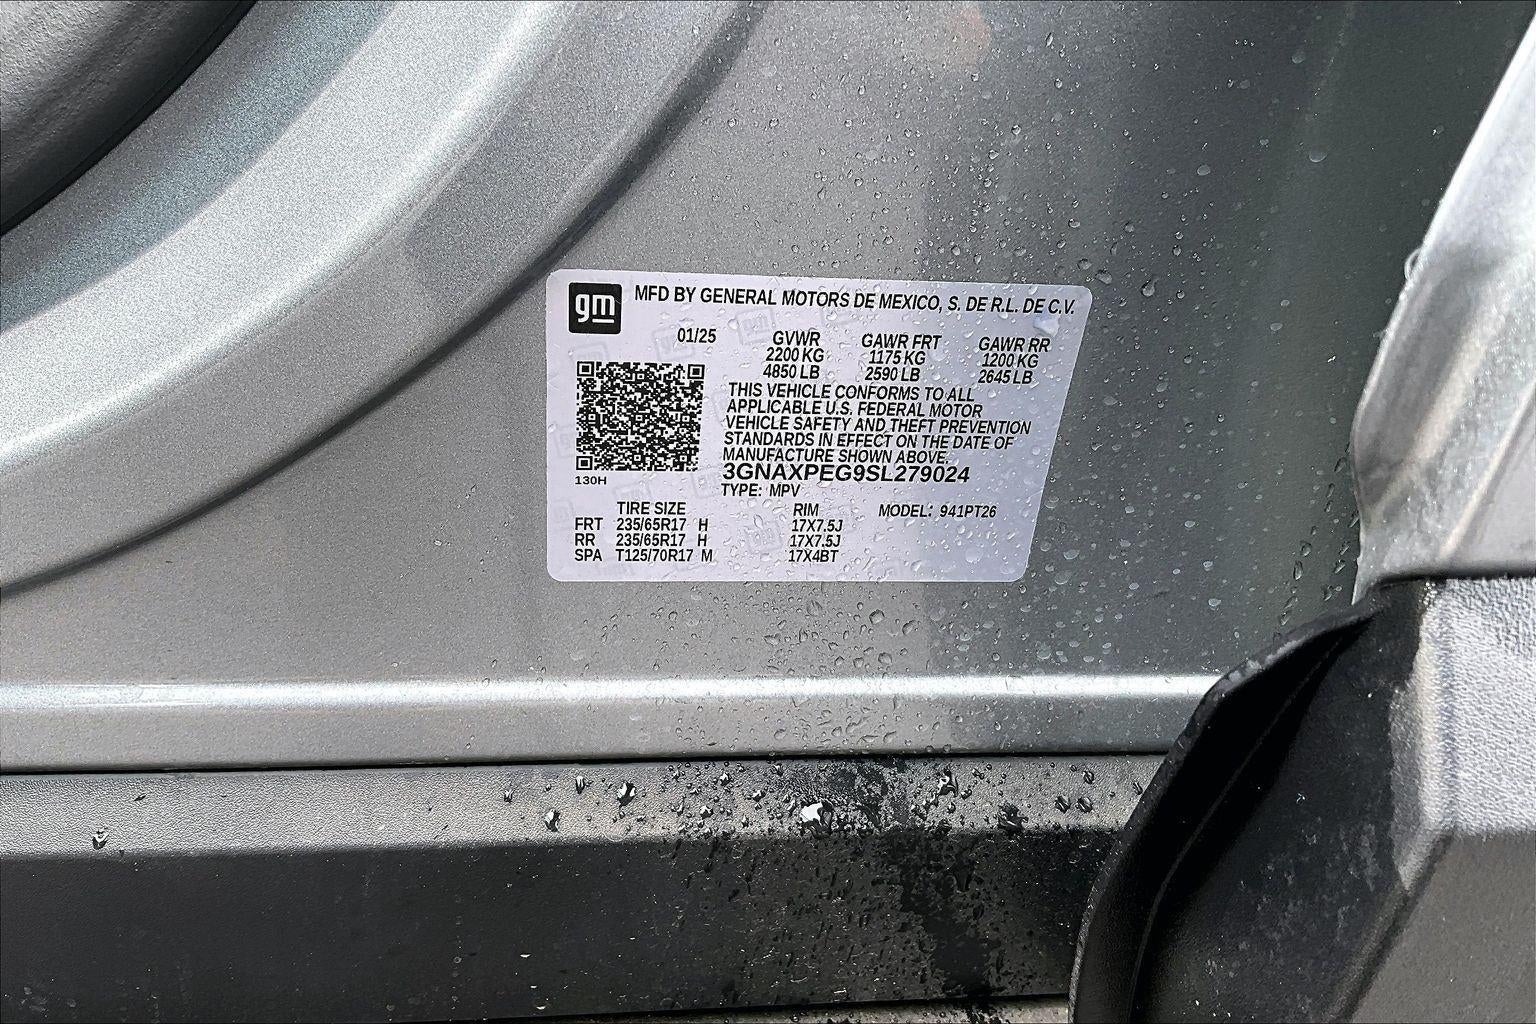 gm MFD BY GENERAL MOTORS DE MEXICO, S. DE R.L. DE C.V.
01/25 GVWR GAWR FRT GAWR RR
2200 KG 1175 KG 1200 KG
4850 LB 2590 LB 2645 LB
THIS VEHICLE CONFORMS TO ALL
APPLICABLE U.S. FEDERAL MOTOR
VEHICLE SAFETY AND THEFT PREVENTION
STANDARDS IN EFFECT ON THE DATE OF
MANUFACTURE SHOWN ABOVE.
130H 3GNAXPEG9SL279024
TYPE: MPV
TIRE SIZE RIM MODEL: 941PT26
FRT 235/65R17 H 17X7.5J
RR 235/65R17 H 17X7.5J
SPA T125/70R17 M 17X4BT